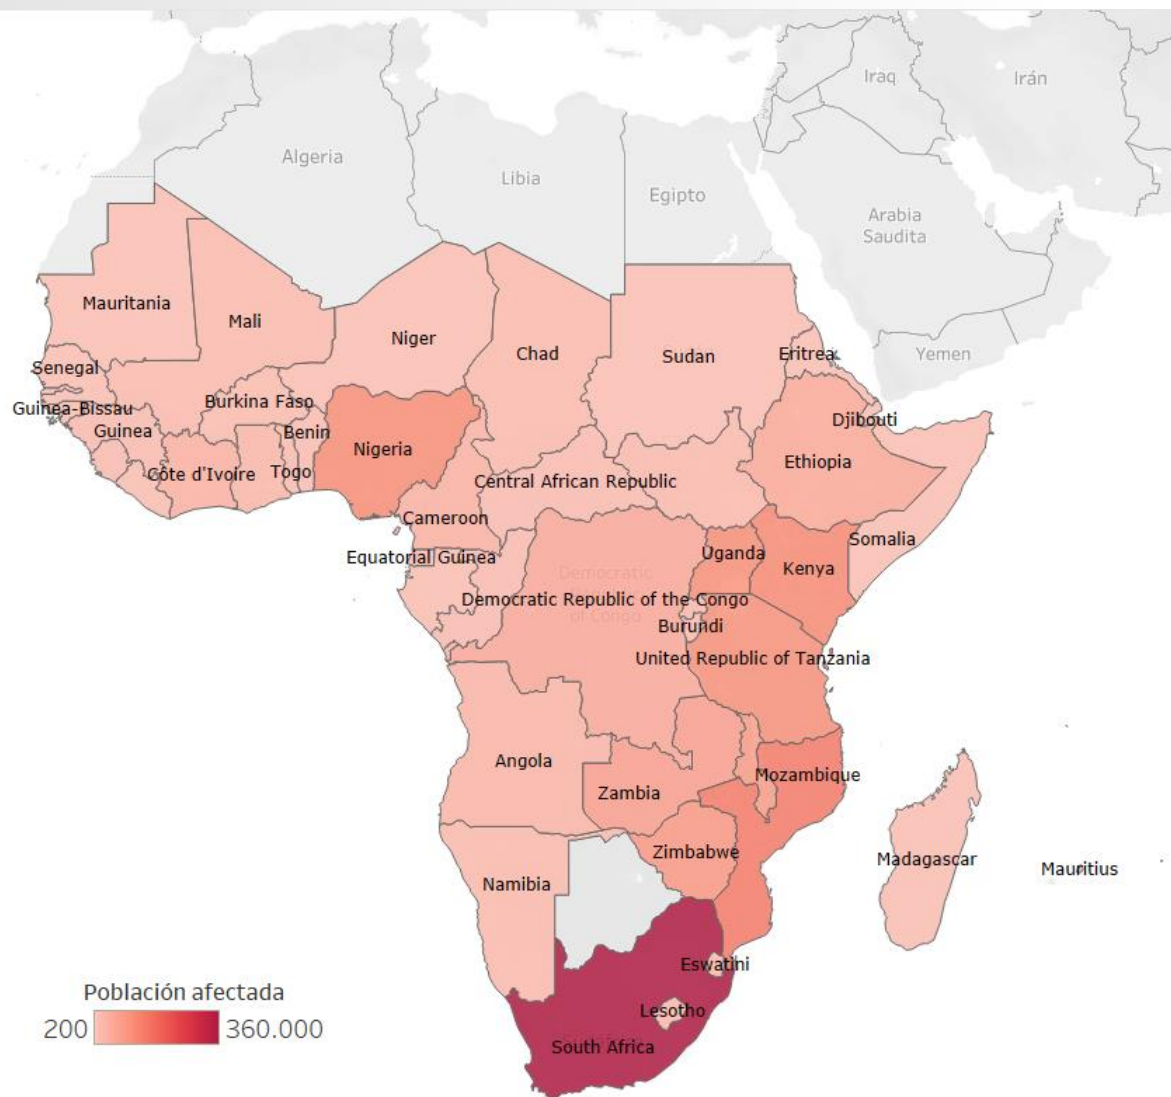 Iraq
Irán
Algeria
Libia
Egipto
Arabia
Saudita
Mauritania
Mali
Niger
Chad
Sudan
Eritrea
Yemen
Senegal
Guinea-Bissau
Burkina Faso
Guinea
Benin
Djibouti
Nigeria
Côte d'Ivoire
Togo
Ethiopia
Central African Republic
Cameroon
Somalia
Equatorial Guinea
Uganda
Kenya
Democratic
Democratic Republic of the Congo
of Congo
Burundi
United Republic of Tanzania
Angola
Mozambique
Zambia
Zimbabwe
Madagascar
Mauritius
Namibia
Eswatini
Población afectada
Lesotho
200
360.000
South Africa